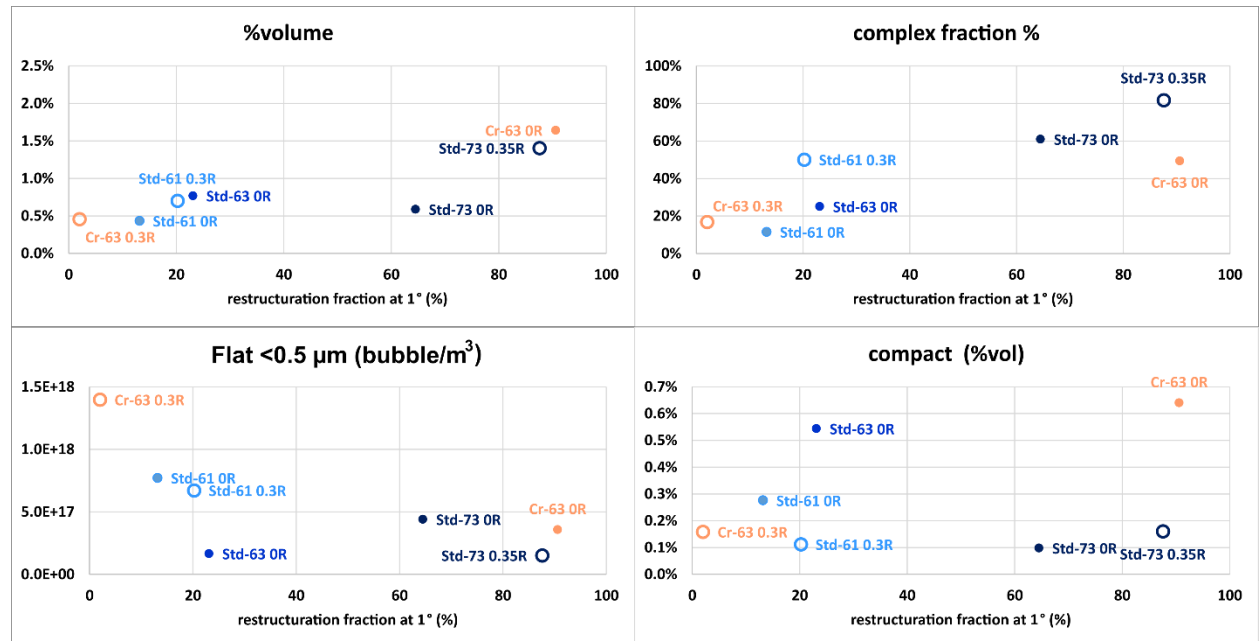 %volume
2.5%
2.0%
1.5%
1.0%
0.5%
0.0%
Cr-63 0R
Std-73 0.35R
Std-61 0.3R
Std-63 0R
Std-73 0R
Std-61 0R
Cr-63 0.3R
0 20 40 60 80 100
restructuration fraction at 1° (%)
complex fraction %
100%
80%
60%
40%
20%
0%
Std-73 0.35R
Std-73 0R
Std-61 0.3R
Cr-63 0R
Cr-63 0.3R
Std-63 0R
Std-61 0R
0 20 40 60 80 100
restructuration fraction at 1° (%)
Flat <0.5 µm (bubble/m³)
1.5E+18
1.0E+18
5.0E+17
0.0E+00
Cr-63 0.3R
Std-61 0R
Std-61 0.3R
Std-73 0R
Cr-63 0R
Std-63 0R
Std-73 0.35R
0 20 40 60 80 100
restructuration fraction at 1° (%)
compact (%vol)
0.7%
0.6%
0.5%
0.4%
0.3%
0.2%
0.1%
0.0%
Cr-63 0R
Std-63 0R
Std-61 0R
Cr-63 0.3R
Std-61 0.3R
Std-73 0R
Std-73 0.35R
0 20 40 60 80 100
restructuration fraction at 1° (%)